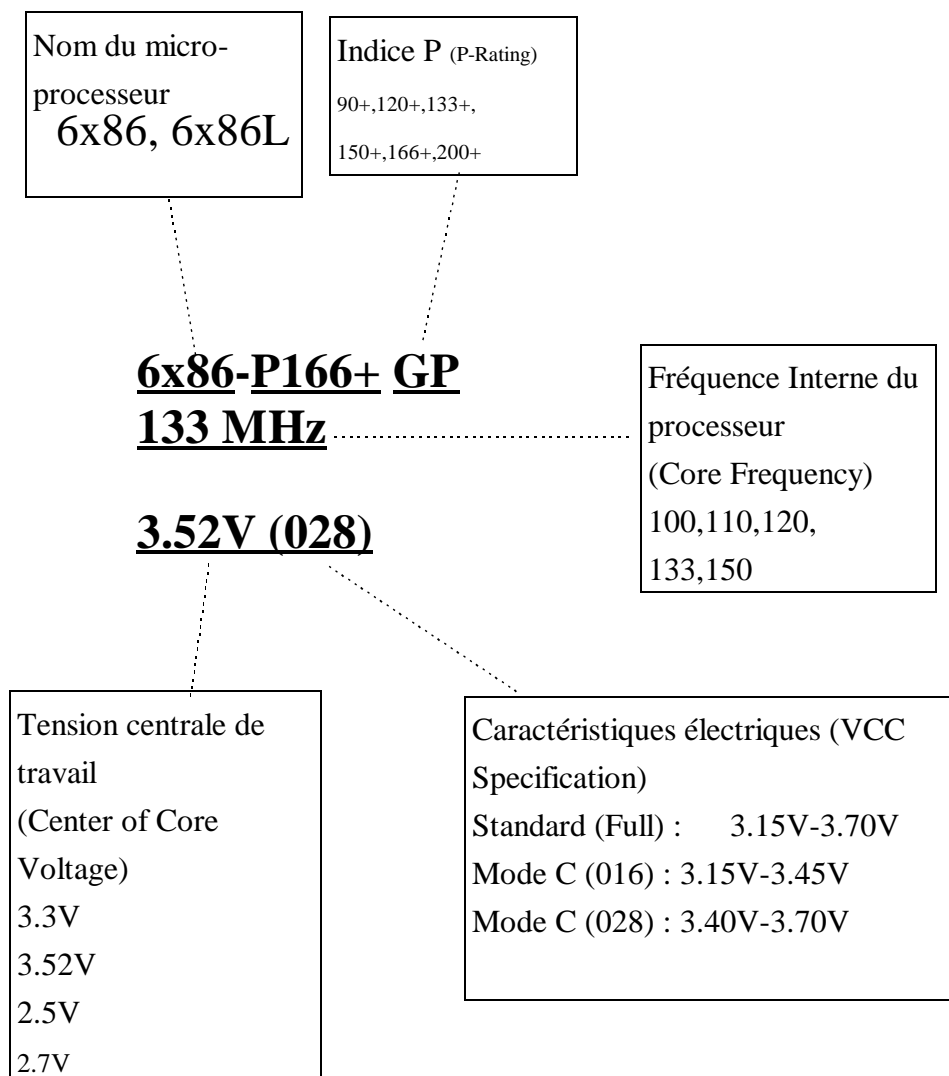 Nom du micro-
processeur
6x86, 6x86L
Indice P (P-Rating)
90+,120+,133+,
150+,166+,200+
6x86-P166+ GP
133 MHz
3.52V (028)
Fréquence Interne du
processeur
(Core Frequency)
100,110,120,
133,150
Tension centrale de
travail
(Center of Core
Voltage)
3.3V
3.52V
2.5V
2.7V
Caractéristiques électriques (VCC
Specification)
Standard (Full) : 3.15V-3.70V
Mode C (016) : 3.15V-3.45V
Mode C (028) : 3.40V-3.70V